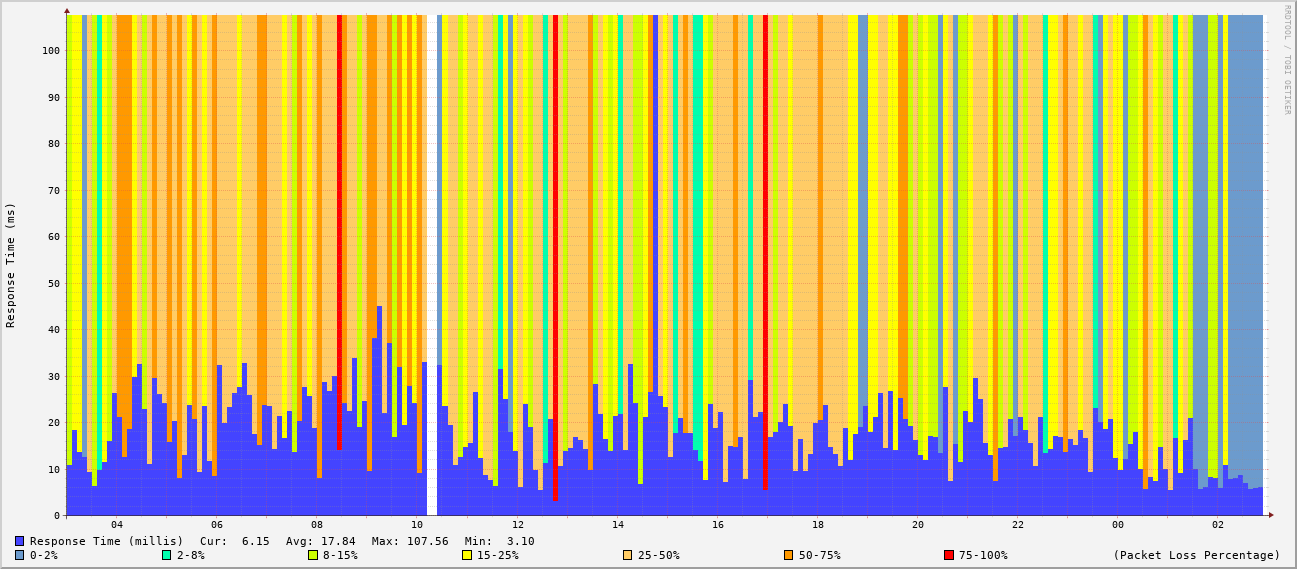 RRDTOOL / TOBI OETIKER
Response Time (ms)
100
90
80
70
60
50
40
30
20
10
0
04 06 08 10 12 14 16 18 20 22 00 02
Response Time (millis) Cur: 6.15 Avg: 17.84 Max: 107.56 Min: 3.10
0-2% 2-8% 8-15% 15-25% 25-50% 50-75% 75-100% (Packet Loss Percentage)